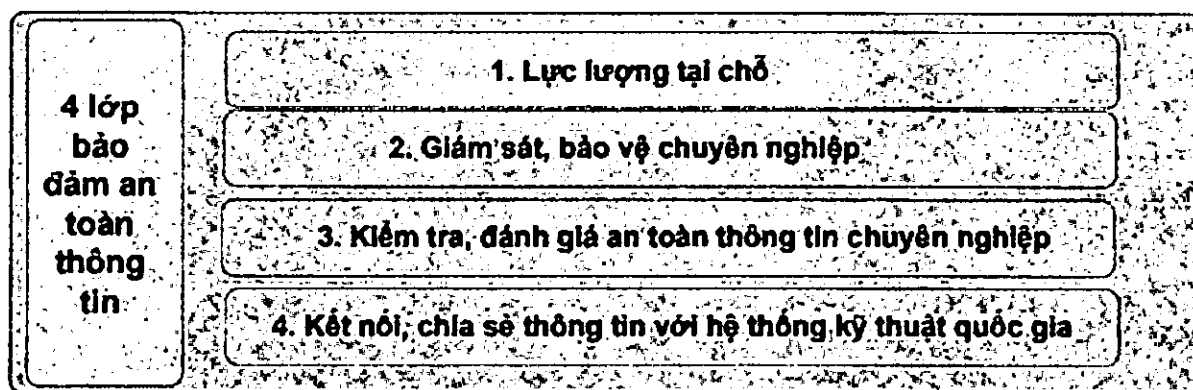 4 lớp
bảo
đảm an
toàn
thông
tin
1. Lực lượng tại chỗ
2. Giám sát, bảo vệ chuyên nghiệp
3. Kiểm tra, đánh giá an toàn thông tin chuyên nghiệp
4. Kết nối, chia sẻ thông tin với hệ thống kỹ thuật quốc gia